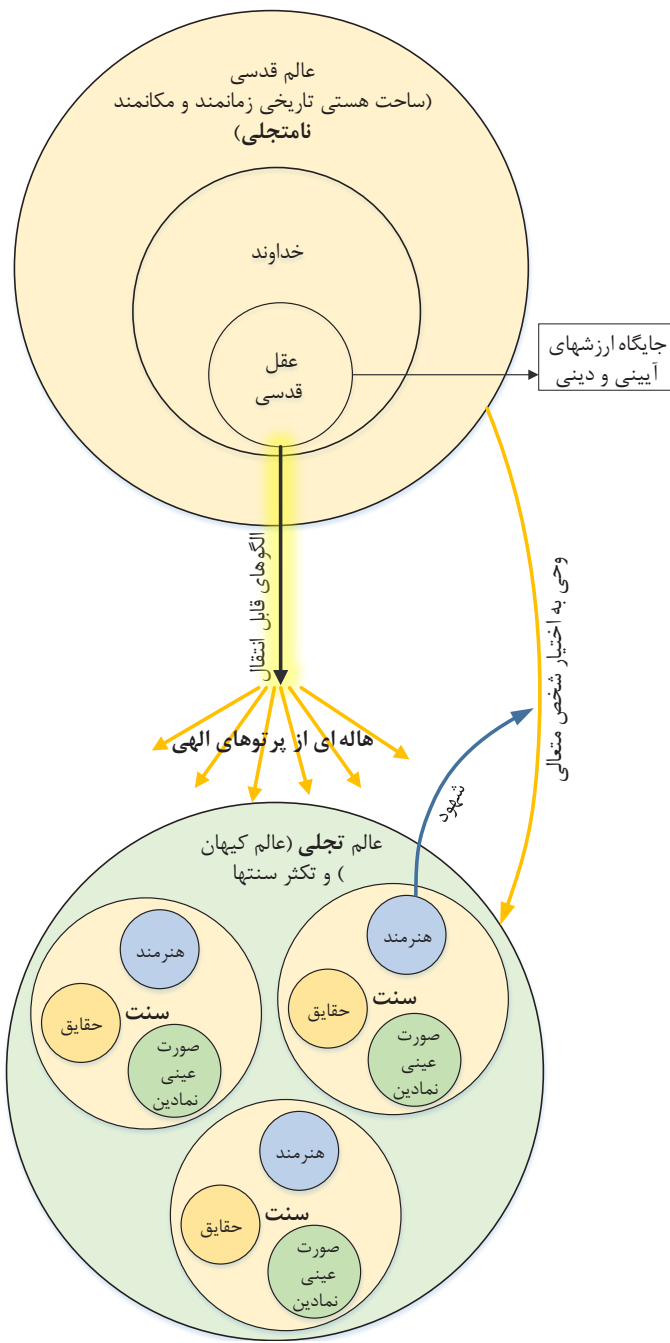 عالم قدسی
(ساحت هستی تاریخی زمانمند و مکانمند
نامتجلی)
خداوند
عقل
قدسی
جایگاه ارزشهای
آیینی و دینی
الگوهای قابل انتقال
وحی به اختیار شخص متعالی
هاله ای از پرتوهای الهی
شهود
عالم تجلی (عالم کیهان
) و تکثر سنتها
هنرمند
سنت
حقایق
صورت
عینی
نمادین
هنرمند
سنت
حقایق
صورت
عینی
نمادین
هنرمند
سنت
حقایق
صورت
عینی
نمادین